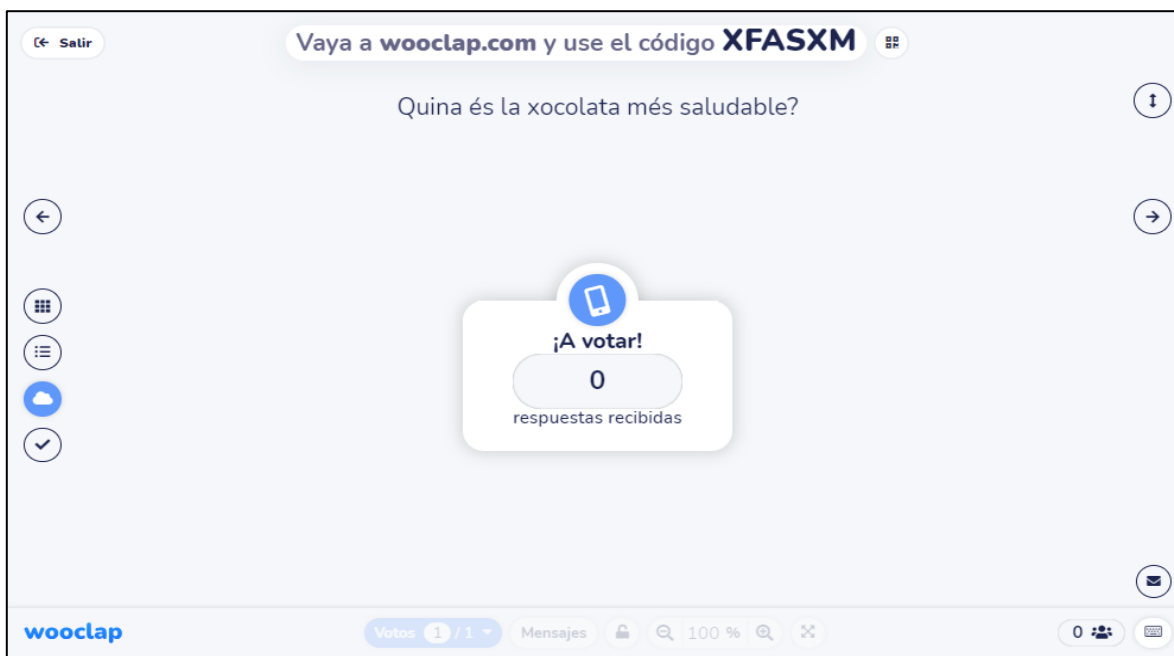 Salir
Vaya a wooclap.com y use el código XFASXM
Quina és la xocolata més saludable?
¡A votar!
0
respuestas recibidas
wooclap
Votos 1 / 1
Mensajes
100 %
0